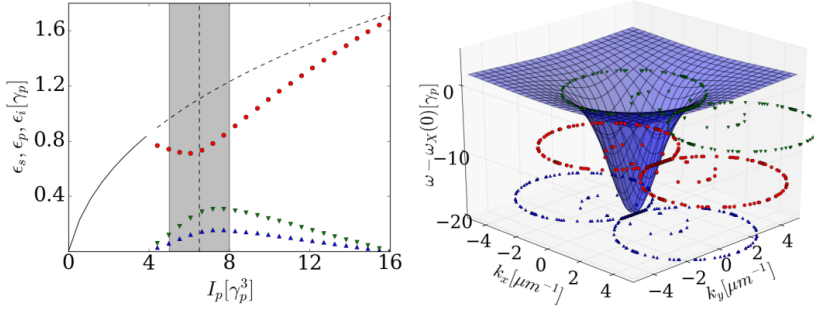 1.6
1.2
0.8
0.4
ϵ_s, ϵ_p, ϵ_i [γ_p]
0 4 8 12 16
I_p [γ_p^3]
0
−10
−20
ω − ω_X(0) [γ_p]
−4 −2 0 2 4
k_x [μm^−1]
−4 −2 0 2 4
k_y [μm^−1]